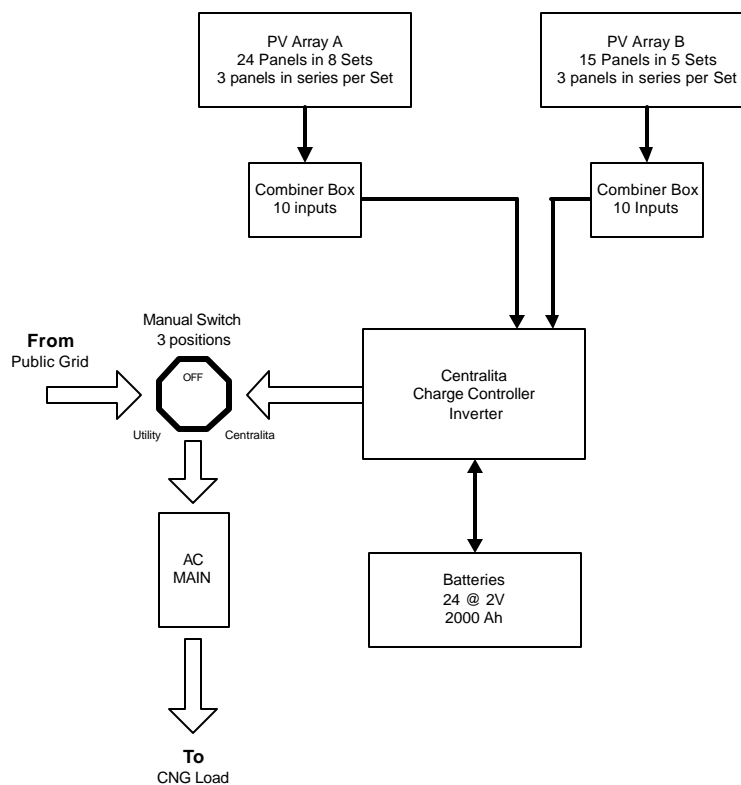 PV Array A
24 Panels in 8 Sets
3 panels in series per Set
PV Array B
15 Panels in 5 Sets
3 panels in series per Set
Combiner Box
10 inputs
Combiner Box
10 Inputs
Manual Switch
3 positions
From
Public Grid
OFF
Utility
Centralita
Centralita
Charge Controller
Inverter
AC
MAIN
Batteries
24 @ 2V
2000 Ah
To
CNG Load